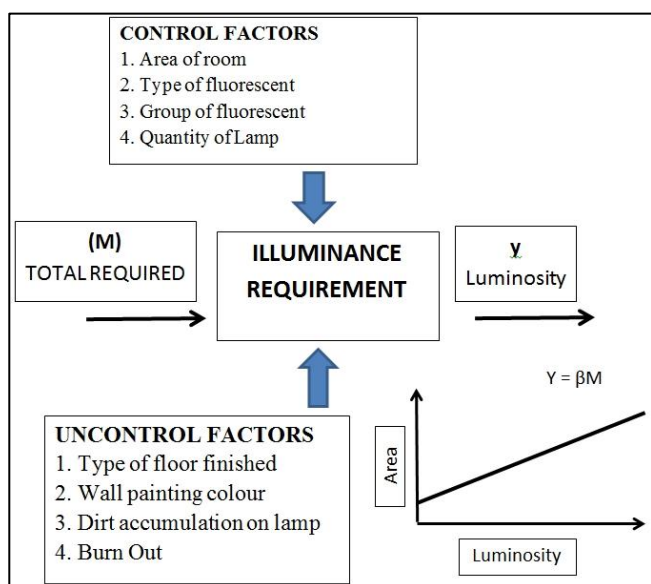 CONTROL FACTORS
1. Area of room
2. Type of fluorescent
3. Group of fluorescent
4. Quantity of Lamp
(M)
TOTAL REQUIRED
ILLUMINANCE
REQUIREMENT
y
Luminosity
UNCONTROL FACTORS
1. Type of floor finished
2. Wall painting colour
3. Dirt accumulation on lamp
4. Burn Out
Y = βM
Area
Luminosity